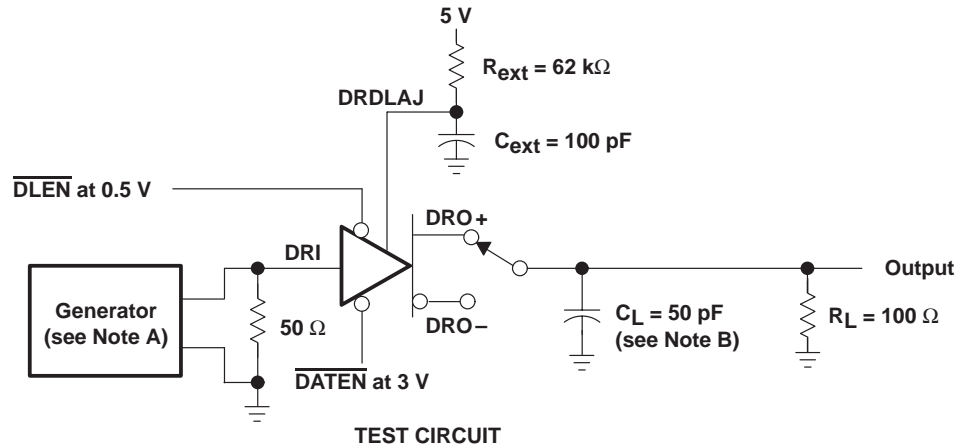 5 V
Rext = 62 kΩ
DRDLAJ
Cext = 100 pF
DLEN at 0.5 V
DRO+
DRI
Output
Generator
(see Note A)
50 Ω
DRO−
CL = 50 pF
(see Note B)
RL = 100 Ω
DATEN at 3 V
TEST CIRCUIT